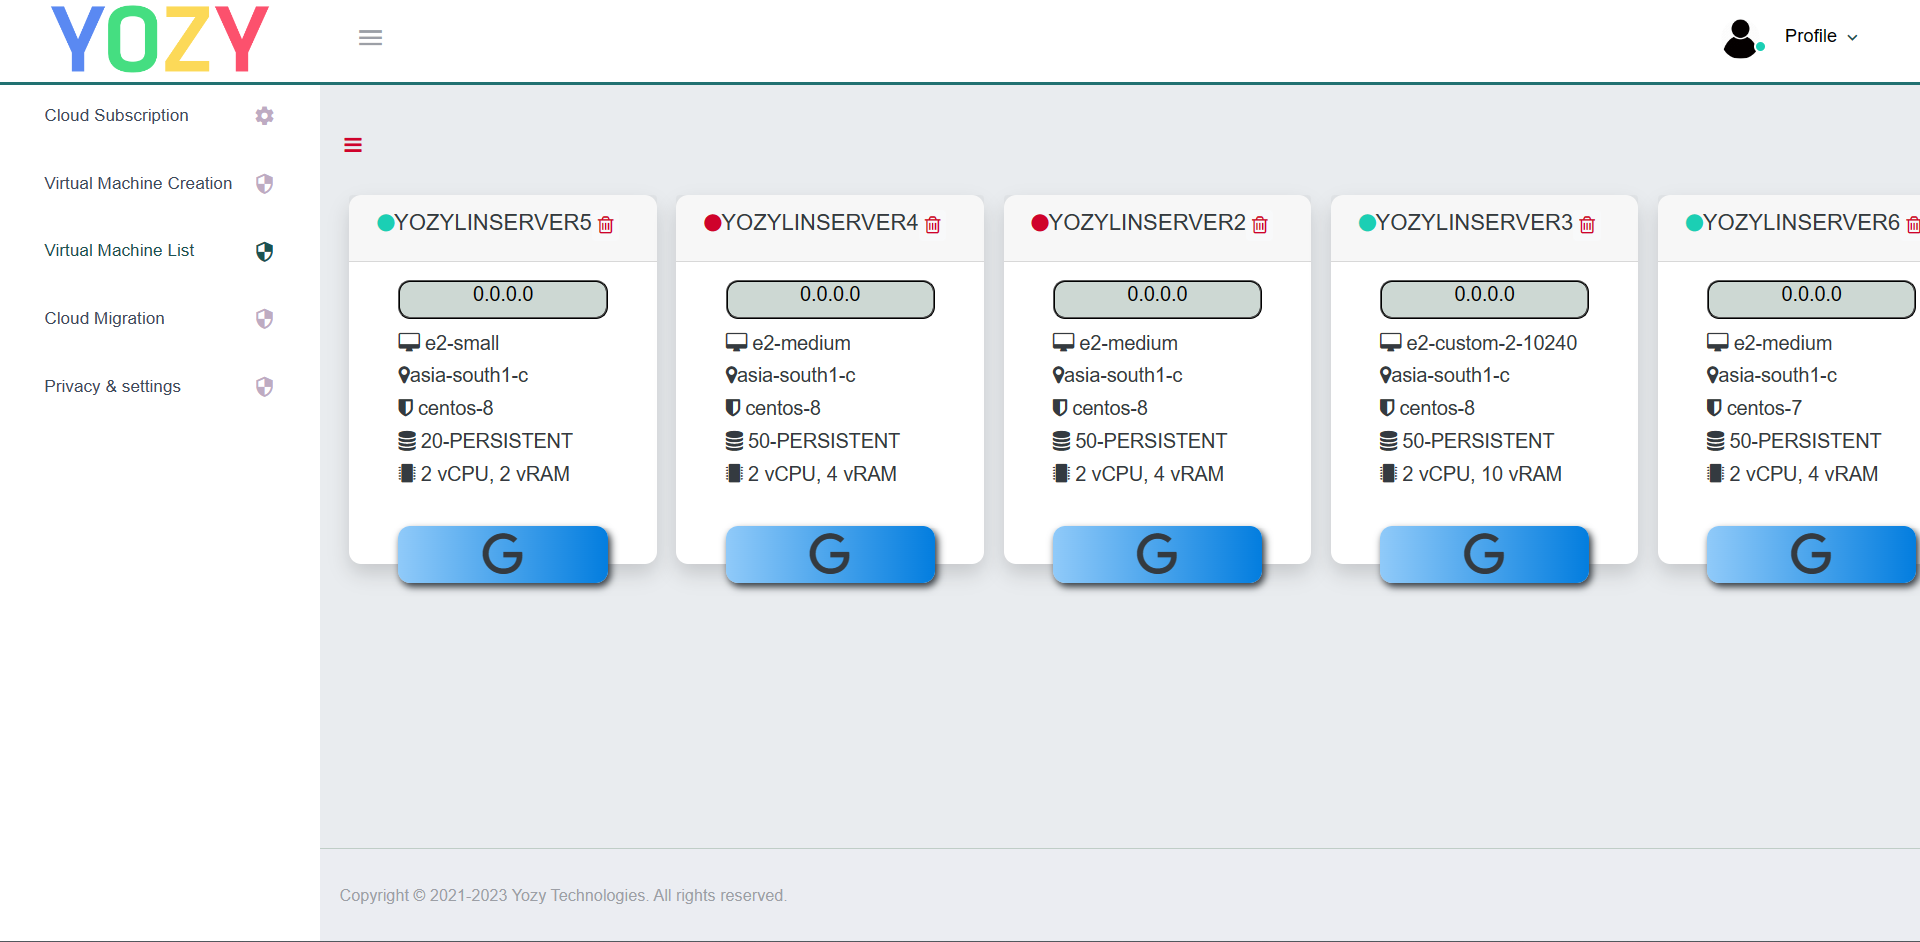 YOZY
Profile
Cloud Subscription
Virtual Machine Creation
Virtual Machine List
Cloud Migration
Privacy & settings
YOZYLINSERVER5
0.0.0.0
e2-small
asia-south1-c
centos-8
20-PERSISTENT
2 vCPU, 2 vRAM
G
YOZYLINSERVER4
0.0.0.0
e2-medium
asia-south1-c
centos-8
50-PERSISTENT
2 vCPU, 4 vRAM
G
YOZYLINSERVER2
0.0.0.0
e2-medium
asia-south1-c
centos-8
50-PERSISTENT
2 vCPU, 4 vRAM
G
YOZYLINSERVER3
0.0.0.0
e2-custom-2-10240
asia-south1-c
centos-8
50-PERSISTENT
2 vCPU, 10 vRAM
G
YOZYLINSERVER6
0.0.0.0
e2-medium
asia-south1-c
centos-7
50-PERSISTENT
2 vCPU, 4 vRAM
G
Copyright © 2021-2023 Yozy Technologies. All rights reserved.